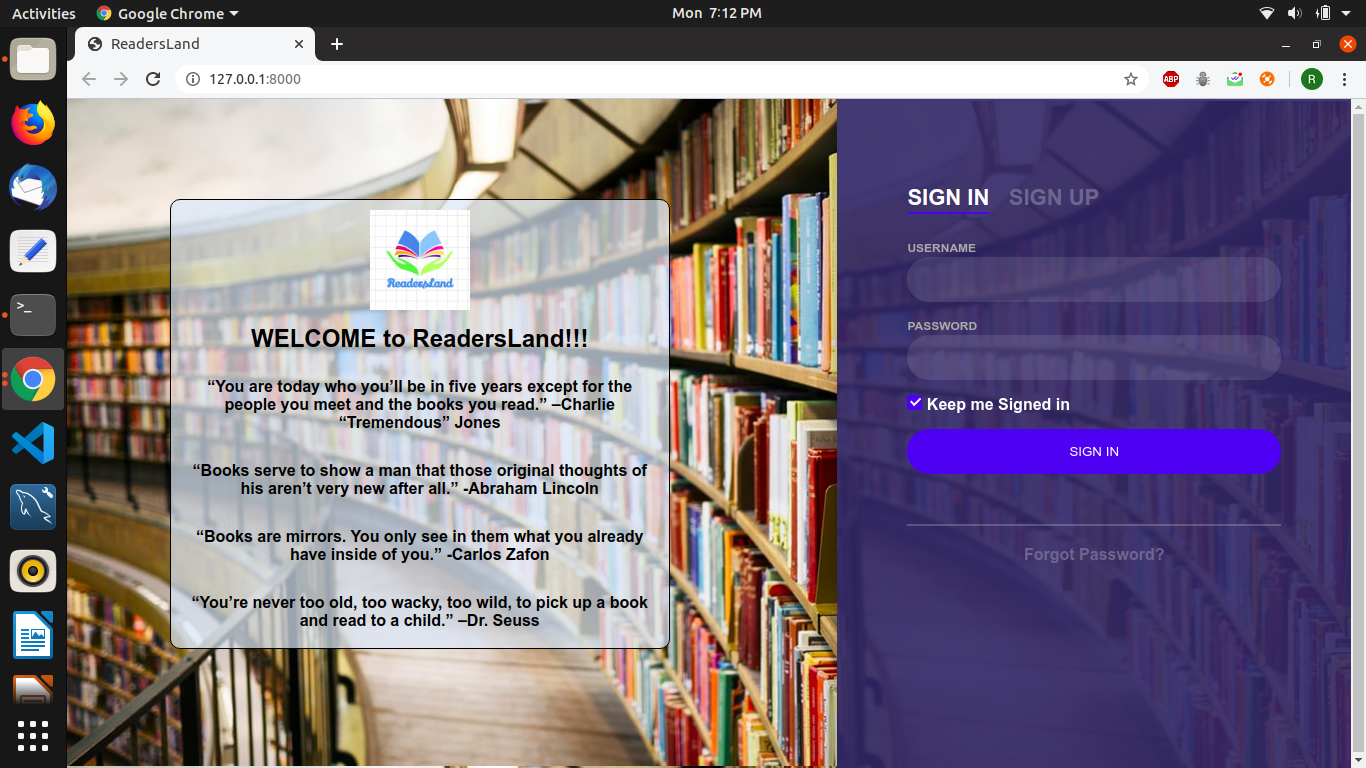 Activities
Google Chrome
Mon 7:12 PM
ReadersLand
127.0.0.1:8000
ABP
R
>_
ReadersLand
WELCOME to ReadersLand!!!
“You are today who you’ll be in five years except for the
people you meet and the books you read.” –Charlie
“Tremendous” Jones
“Books serve to show a man that those original thoughts of
his aren’t very new after all.” -Abraham Lincoln
“Books are mirrors. You only see in them what you already
have inside of you.” -Carlos Zafon
“You’re never too old, too wacky, too wild, to pick up a book
and read to a child.” –Dr. Seuss
SIGN IN SIGN UP
USERNAME
PASSWORD
Keep me Signed in
SIGN IN
Forgot Password?